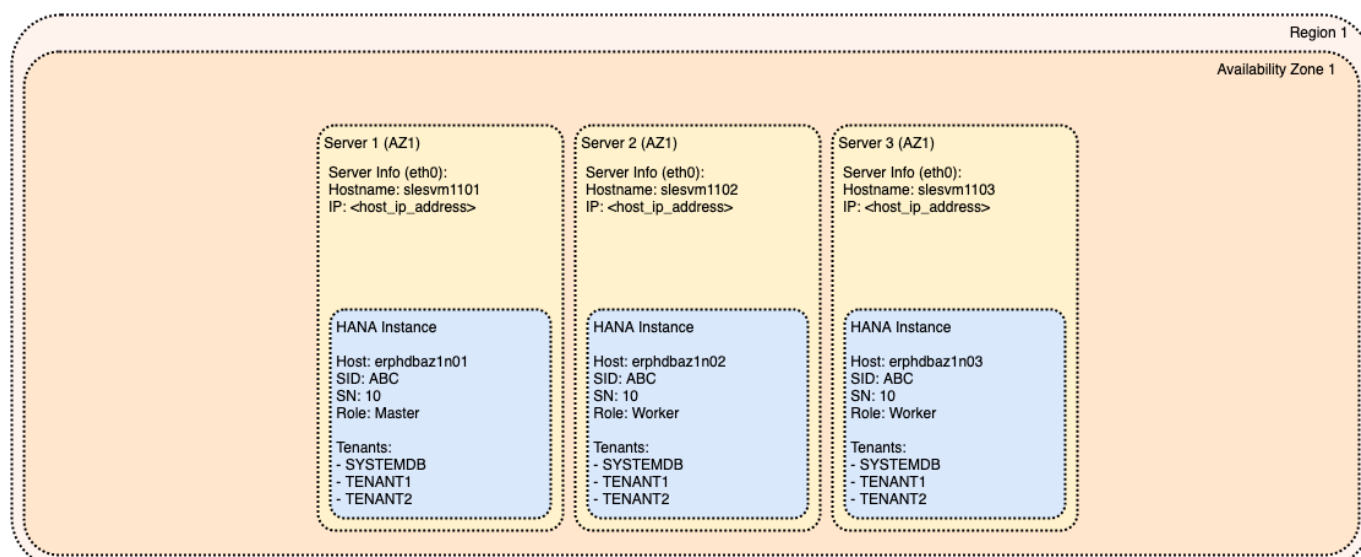 Region 1
Availability Zone 1
Server 1 (AZ1)
Server Info (eth0):
Hostname: slesvm1101
IP: <host_ip_address>
HANA Instance
Host: erphdbaz1n01
SID: ABC
SN: 10
Role: Master
Tenants:
- SYSTEMDB
- TENANT1
- TENANT2
Server 2 (AZ1)
Server Info (eth0):
Hostname: slesvm1102
IP: <host_ip_address>
HANA Instance
Host: erphdbaz1n02
SID: ABC
SN: 10
Role: Worker
Tenants:
- SYSTEMDB
- TENANT1
- TENANT2
Server 3 (AZ1)
Server Info (eth0):
Hostname: slesvm1103
IP: <host_ip_address>
HANA Instance
Host: erphdbaz1n03
SID: ABC
SN: 10
Role: Worker
Tenants:
- SYSTEMDB
- TENANT1
- TENANT2